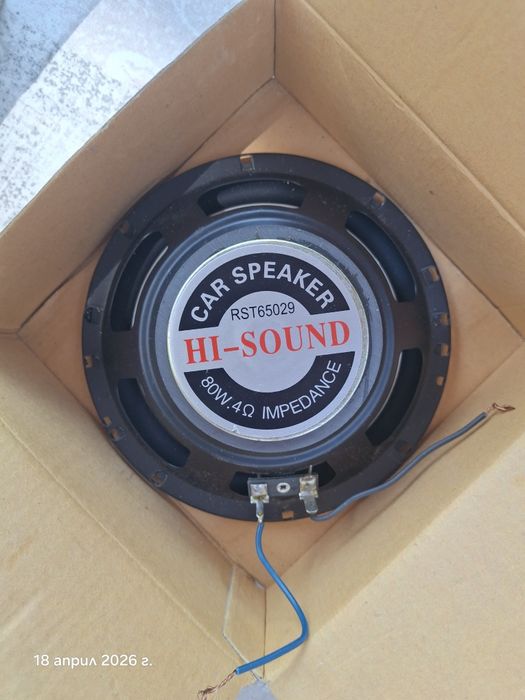 CAR SPEAKER
RST65029
HI-SOUND
80W.4Ω IMPEDANCE
18 април 2026 г.